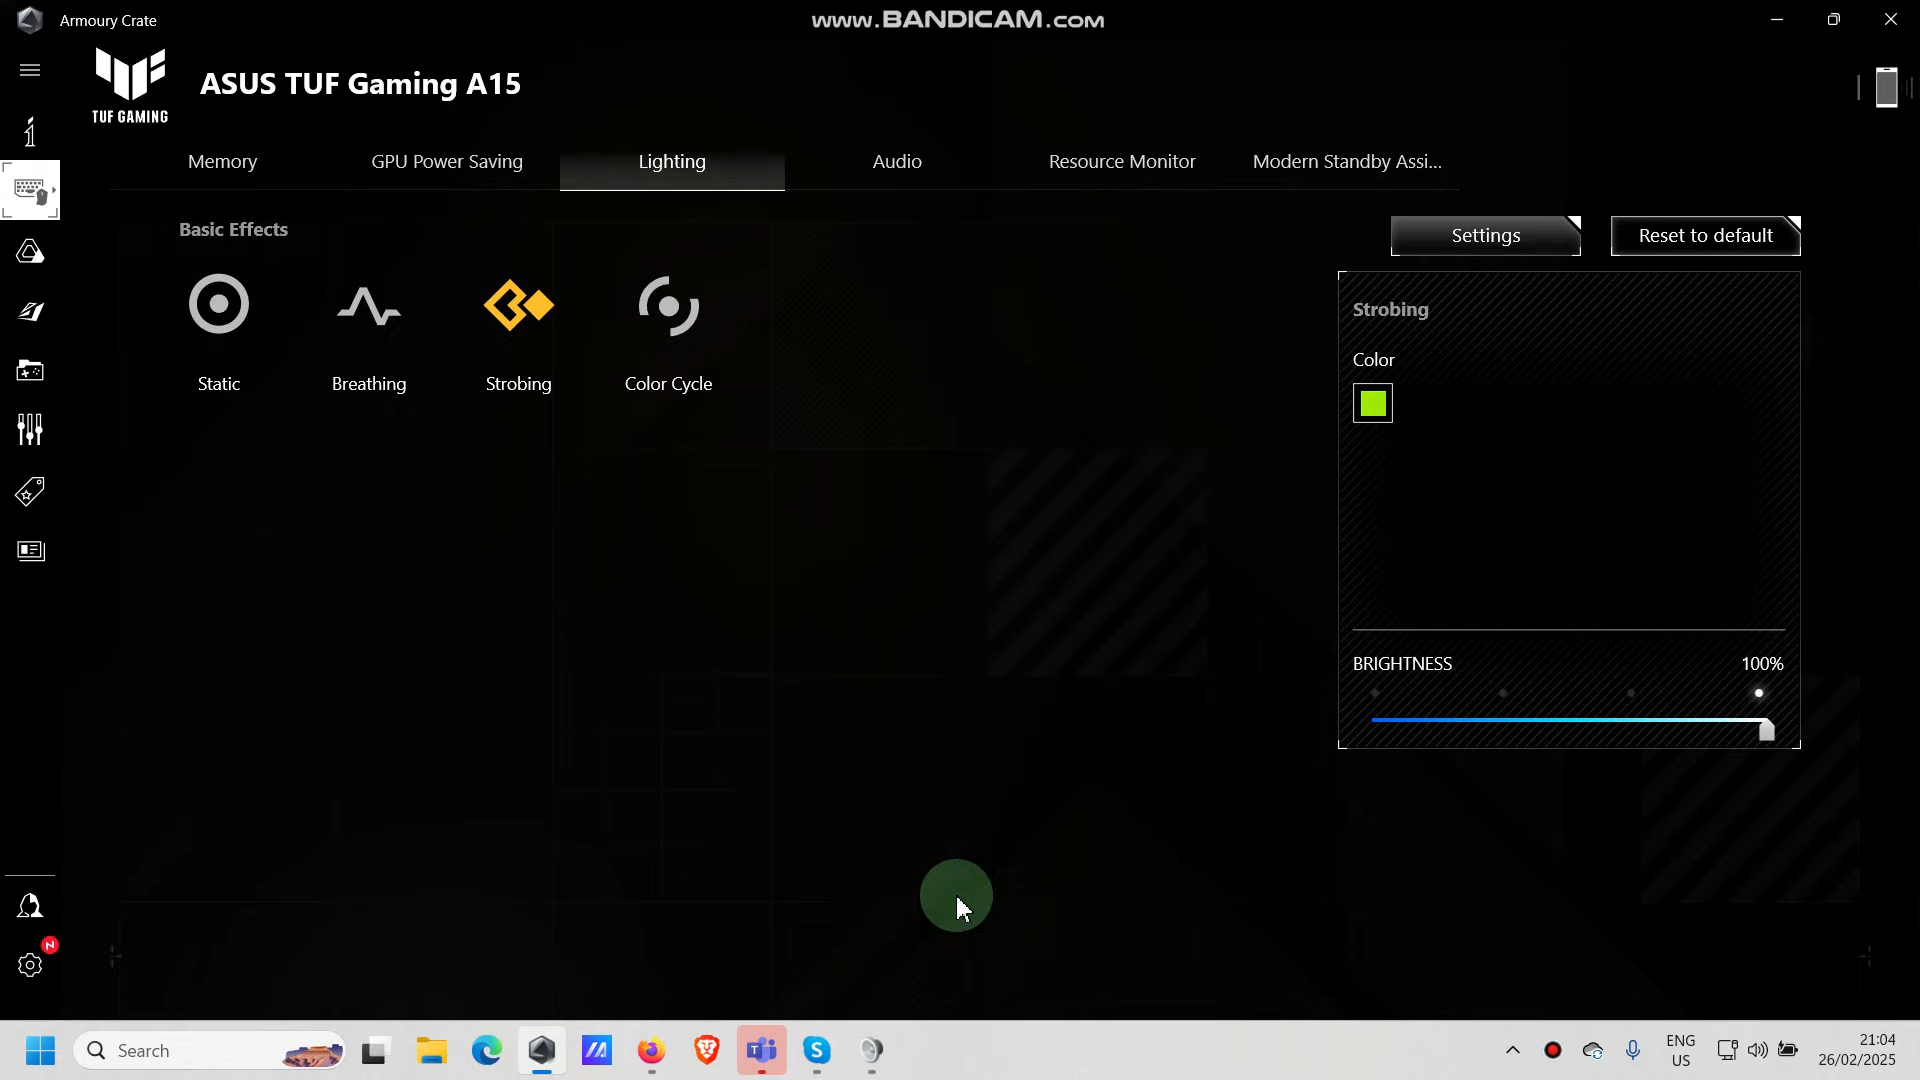 Armoury Crate
www.BANDICAM.com
TUF GAMING
ASUS TUF Gaming A15
Memory
GPU Power Saving
Lighting
Audio
Resource Monitor
Modern Standby Assi...
Basic Effects
Settings
Reset to default
Static
Breathing
Strobing
Color Cycle
Strobing
Color
BRIGHTNESS
100%
N
Search
ENG
US
21:04
26/02/2025